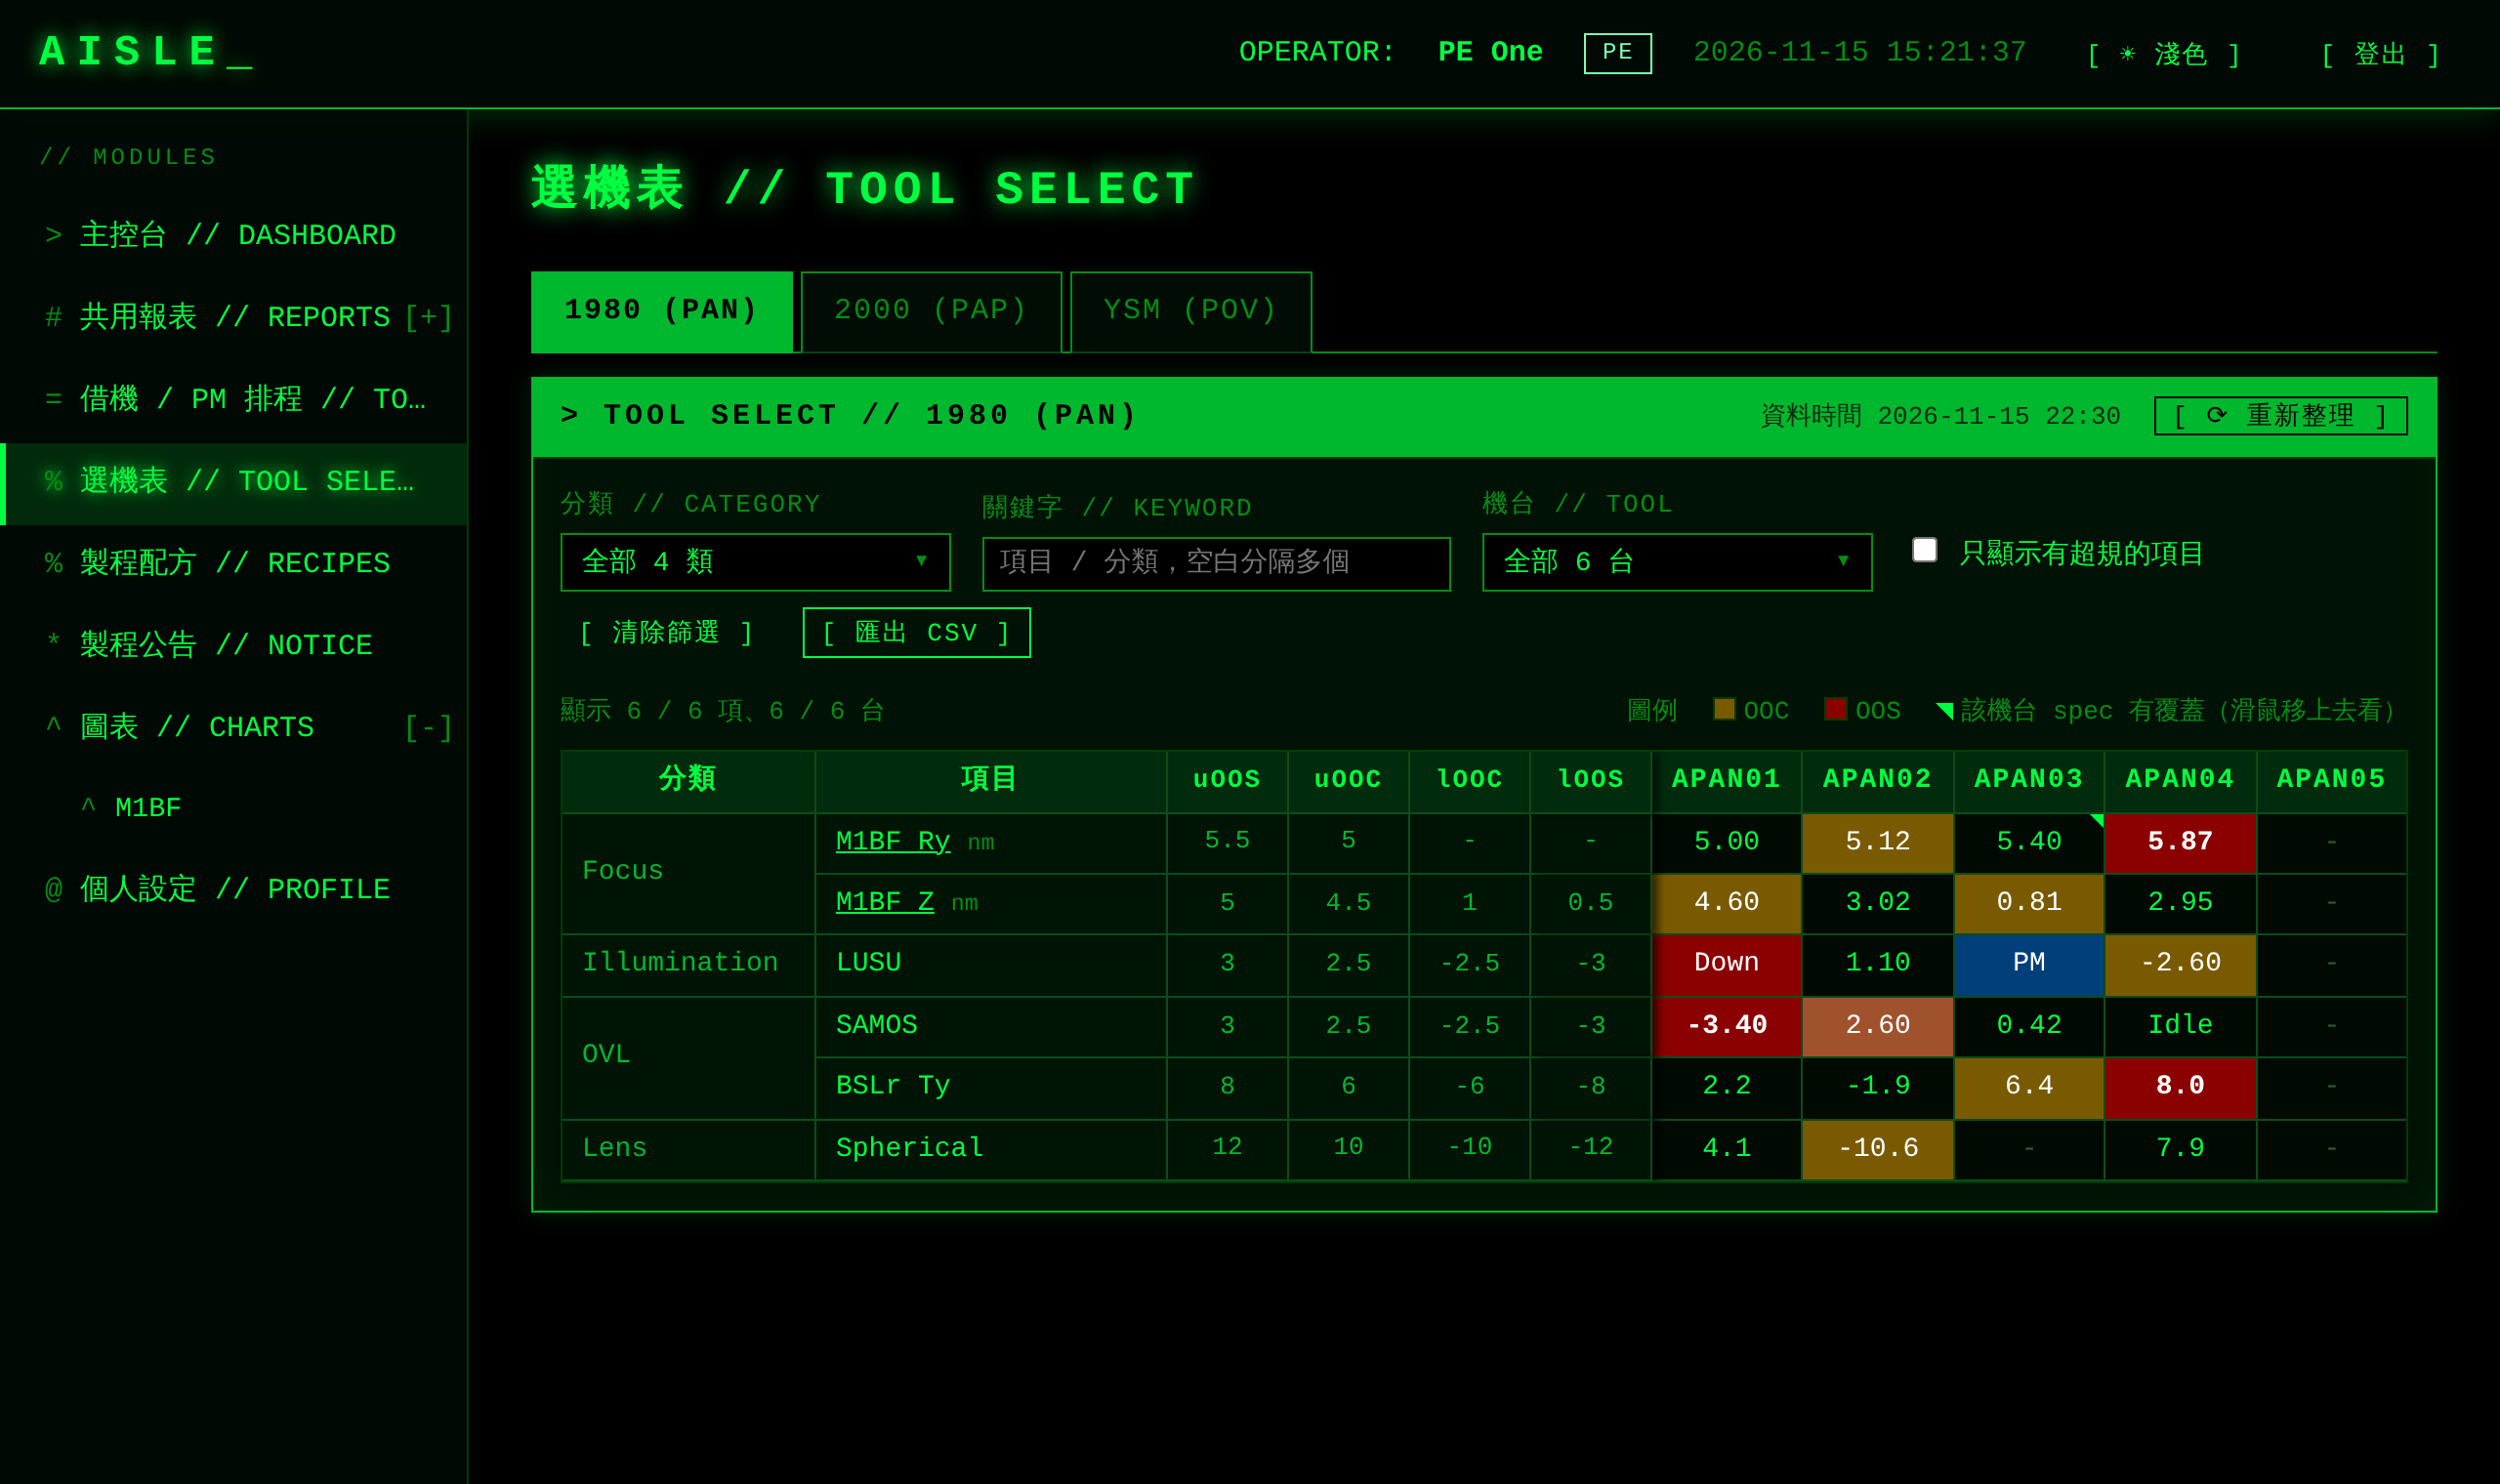 AISLE_
OPERATOR: PE One PE 2026-11-15 15:21:37 [ ☀ 淺色 ] [ 登出 ]
// MODULES
> 主控台 // DASHBOARD
# 共用報表 // REPORTS [+]
= 借機 / PM 排程 // TO…
% 選機表 // TOOL SELE…
% 製程配方 // RECIPES
* 製程公告 // NOTICE
^ 圖表 // CHARTS [-]
^ M1BF
@ 個人設定 // PROFILE
選機表 // TOOL SELECT
1980 (PAN) 2000 (PAP) YSM (POV)
> TOOL SELECT // 1980 (PAN) 資料時間 2026-11-15 22:30 [ ⟳ 重新整理 ]
分類 // CATEGORY 關鍵字 // KEYWORD 機台 // TOOL
全部 4 類 ▼ 項目 / 分類，空白分隔多個 全部 6 台 ▼ 只顯示有超規的項目
[ 清除篩選 ] [ 匯出 CSV ]
顯示 6 / 6 項、6 / 6 台 圖例 OOC OOS 該機台 spec 有覆蓋（滑鼠移上去看）
分類 項目 uOOS uOOC lOOC lOOS APAN01 APAN02 APAN03 APAN04 APAN05
Focus M1BF Ry nm 5.5 5 - - 5.00 5.12 5.40 5.87 -
M1BF Z nm 5 4.5 1 0.5 4.60 3.02 0.81 2.95 -
Illumination LUSU 3 2.5 -2.5 -3 Down 1.10 PM -2.60 -
OVL SAMOS 3 2.5 -2.5 -3 -3.40 2.60 0.42 Idle -
BSLr Ty 8 6 -6 -8 2.2 -1.9 6.4 8.0 -
Lens Spherical 12 10 -10 -12 4.1 -10.6 - 7.9 -